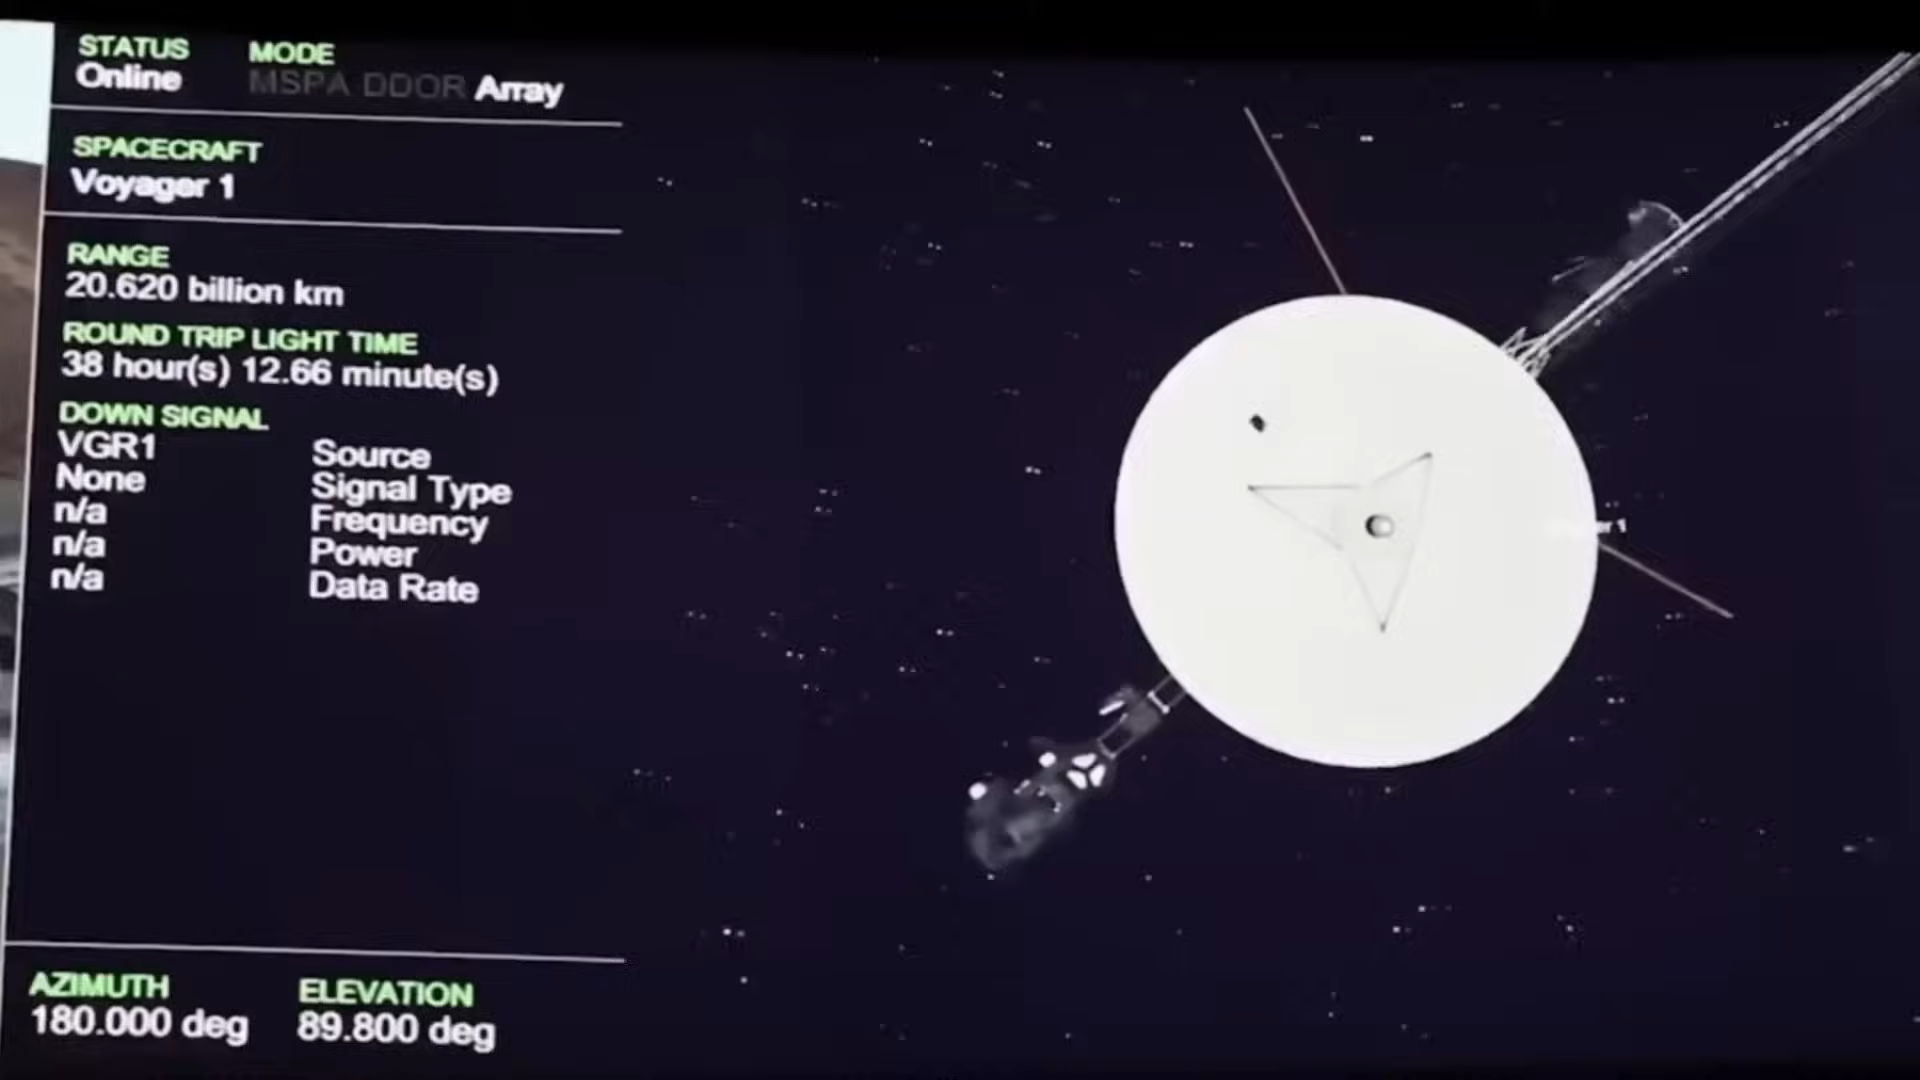 STATUS MODE
Online MSPA DDOR Array
SPACECRAFT
Voyager 1
RANGE
20.620 billion km
ROUND TRIP LIGHT TIME
38 hour(s) 12.66 minute(s)
DOWN SIGNAL
VGR1 Source
None Signal Type
n/a Frequency
n/a Power
n/a Data Rate
er 1
AZIMUTH ELEVATION
180.000 deg 89.800 deg